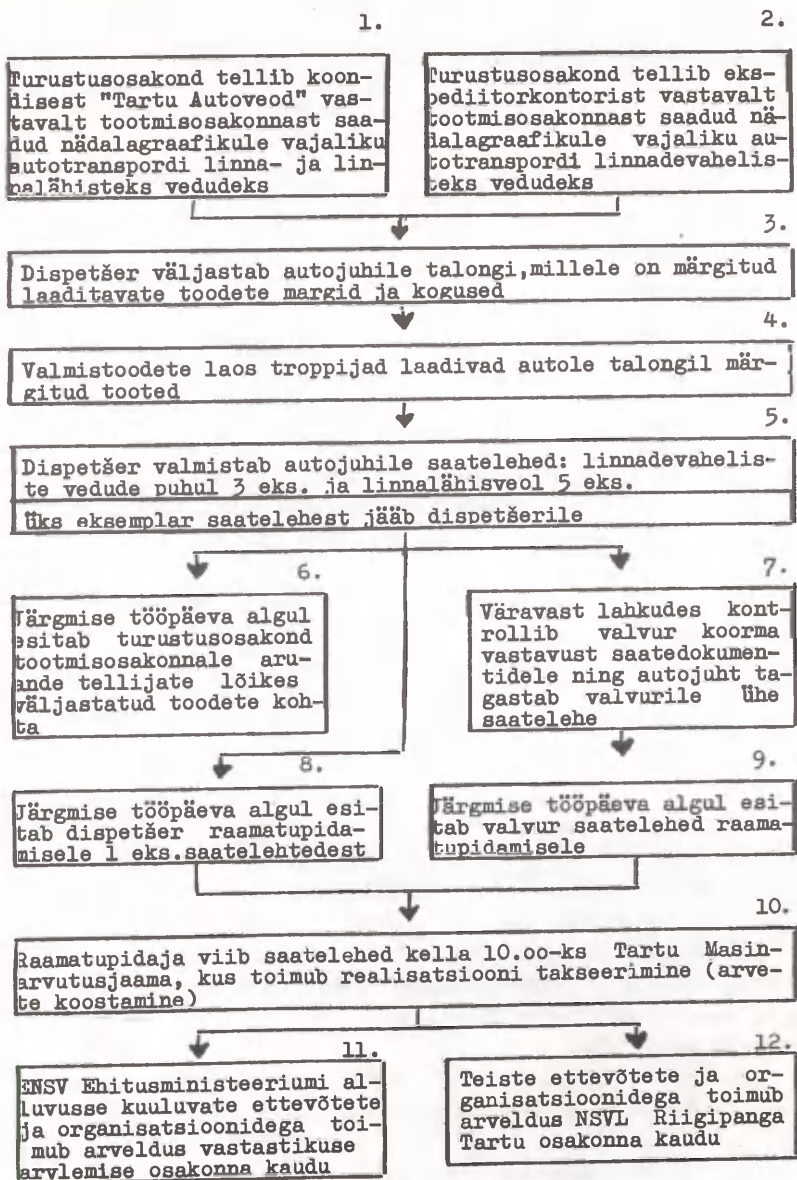 1.
2.
Turustusosakond tellib koon-
disest "Tartu Autoveod" vas-
tavalt tootmisosakonnast saa-
dud nädalagraafikule vajaliku
autotranspordi linna- ja lin-
nalähisteks vedudeks
Turustusosakond tellib eks-
pediitorkontorist vastavalt
tootmisosakonnast saadud nä-
dalagraafikule vajaliku au-
totranspordi linnadevahelis-
teks vedudeks
3.
Dispetšer väljastab autojuhile talongi,millele on märgitud
laaditavate toodete margid ja kogused
4.
Valmistoodete laos troppijad laadivad autole talongil mär-
gitud tooted
5.
Dispetšer valmistab autojuhile saatelehed: linnadevahelis-
te vedude puhul 3 eks. ja linnalähisveol 5 eks.
Üks eksemplar saatelehest jääb dispetšerile
6.
Järgmise tööpäeva algul
esitab turustusosakond
tootmisosakonnale aru-
ande tellijate lõikes
väljastatud toodete koh-
ta
7.
Väravast lahkudes kont-
rollib valvur koorma
vastavust saatedokumen-
tidele ning autojuht ta-
gastab valvurile ühe
saatelehe
8.
Järgmise tööpäeva algul esi-
tab dispetšer raamatupida-
misele 1 eks.saatelehtedest
9.
Järgmise tööpäeva algul esi-
tab valvur saatelehed raama-
tupidamisele
10.
Raamatupidaja viib saatelehed kella 10.oo-ks Tartu Masin-
arvutusjaama, kus toimub realisatsiooni takseerimine (arve-
te koostamine)
11.
ENSV Ehitusministeeriumi al-
luvusse kuuluvate ettevõtete
ja organisatsioonidega toi-
mub arveldus vastastikuse
arvlemise osakonna kaudu
12.
Teiste ettevõtete ja or-
ganisatsioonidega toimub
arveldus NSVL Riigipanga
Tartu osakonna kaudu